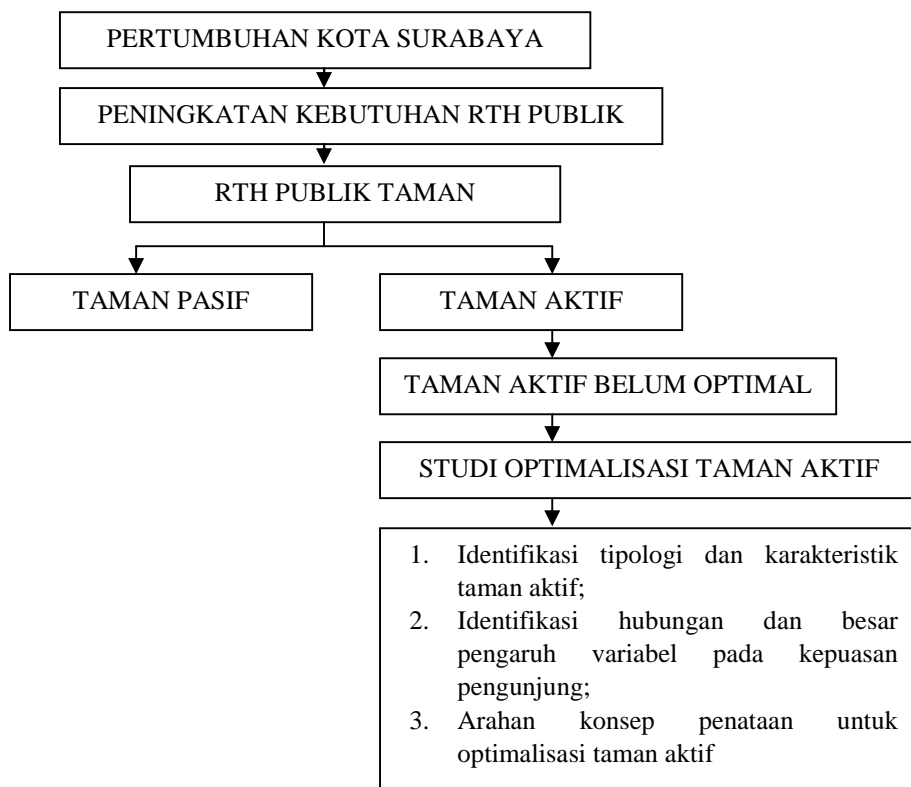 PERTUMBUHAN KOTA SURABAYA
PENINGKATAN KEBUTUHAN RTH PUBLIK
RTH PUBLIK TAMAN
TAMAN PASIF
TAMAN AKTIF
TAMAN AKTIF BELUM OPTIMAL
STUDI OPTIMALISASI TAMAN AKTIF
1. Identifikasi tipologi dan karakteristik
taman aktif;
2. Identifikasi hubungan dan besar
pengaruh variabel pada kepuasan
pengunjung;
3. Arahan konsep penataan untuk
optimalisasi taman aktif